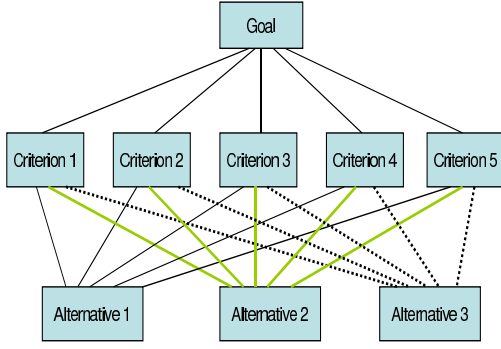 Goal
Criterion 1
Criterion 2
Criterion 3
Criterion 4
Criterion 5
Alternative 1
Alternative 2
Alternative 3